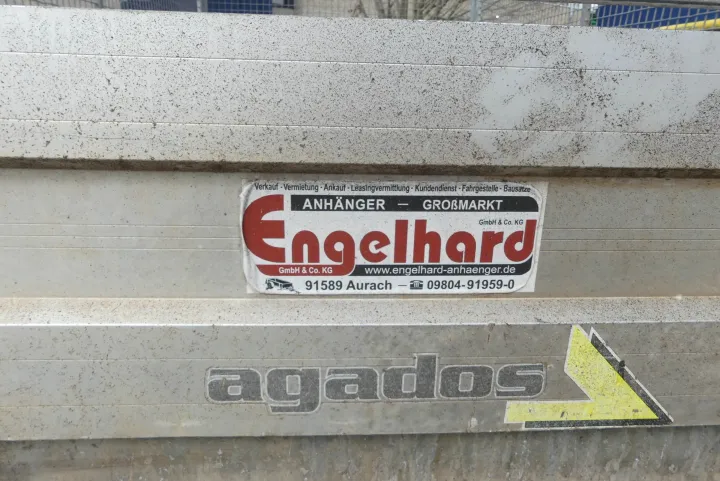 Verkauf - Vermietung - Ankauf - Leasingvermittlung - Kundendienst - Fahrgestelle - Bausätze
ANHÄNGER — GROẞMARKT
GmbH & Co. KG
Engelhard
GmbH & Co. KG
www.engelhard-anhaenger.de
91589 Aurach — ☎ 09804-91959-0
agados